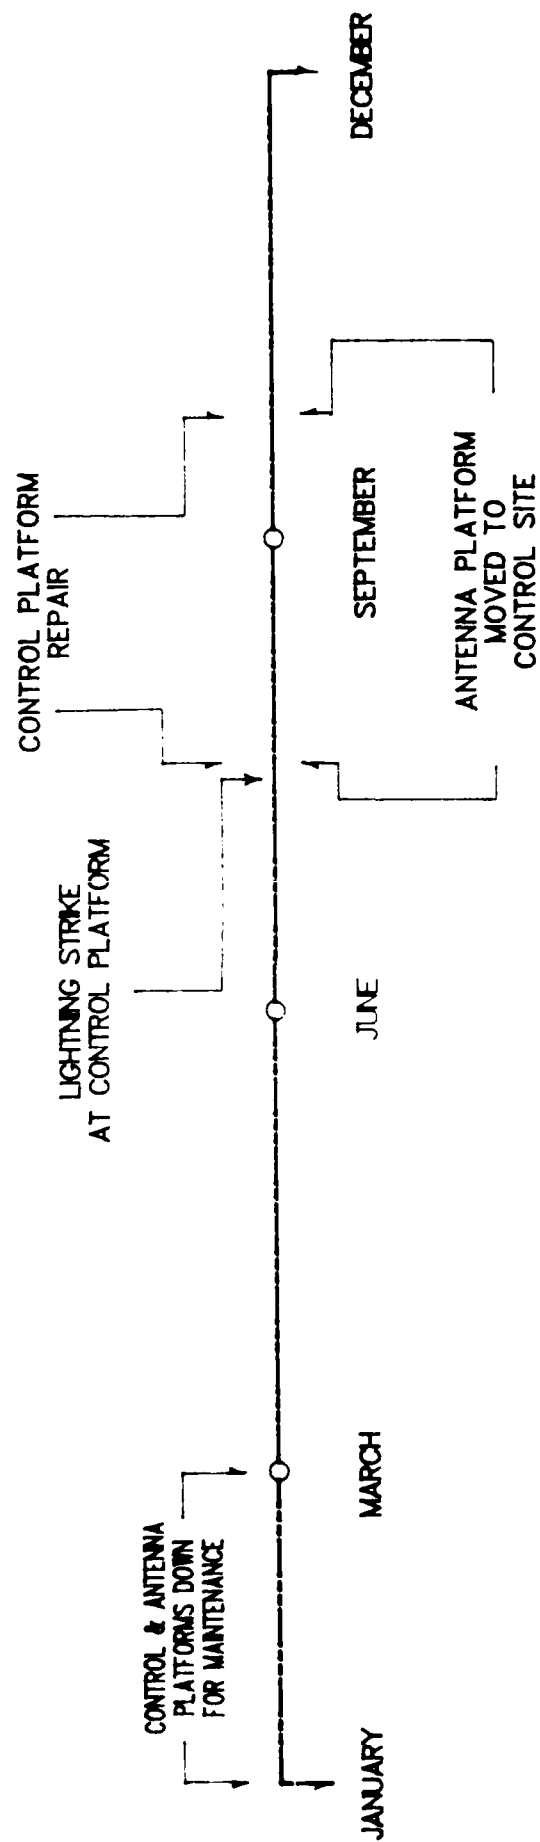 CONTROL & ANTENNA
PLATFORMS DOWN
FOR MAINTENANCE
LIGHTNING STRIKE
AT CONTROL PLATFORM
CONTROL PLATFORM
REPAIR
JANUARY
MARCH
JUNE
SEPTEMBER
DECEMBER
ANTENNA PLATFORM
MOVED TO
CONTROL SITE